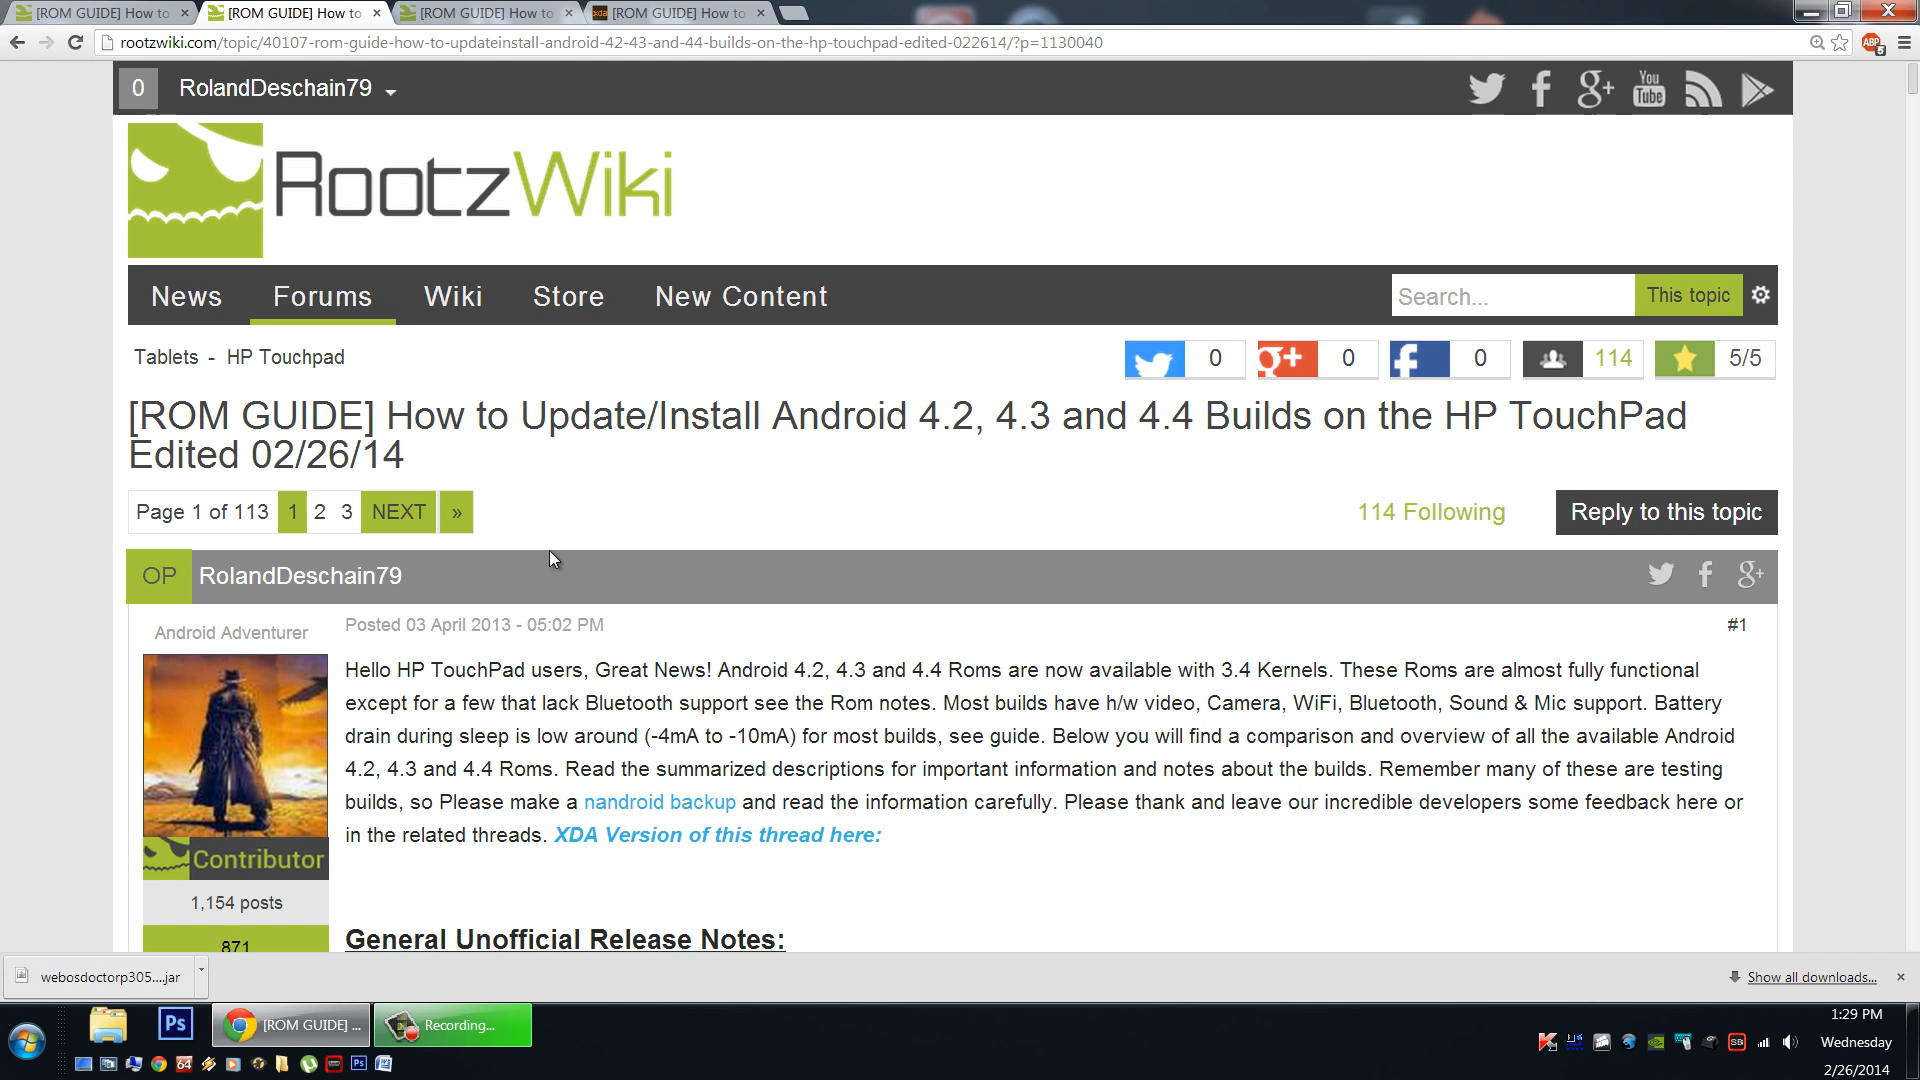 [ROM GUIDE] How to
[ROM GUIDE] How to
[ROM GUIDE] How to
[ROM GUIDE] How to
rootzwiki.com/topic/40107-rom-guide-how-to-updateinstall-android-42-43-and-44-builds-on-the-hp-touchpad-edited-022614/?p=1130040
ABP
5
0
RolandDeschain79
You
Tube
RootzWiki
News
Forums
Wiki
Store
New Content
Search...
This topic
Tablets - HP Touchpad
0
g+
0
0
114
5/5
[ROM GUIDE] How to Update/Install Android 4.2, 4.3 and 4.4 Builds on the HP TouchPad
Edited 02/26/14
Page 1 of 113
1
2
3
NEXT
»
114 Following
Reply to this topic
OP
RolandDeschain79
Android Adventurer
Posted 03 April 2013 - 05:02 PM
#1
Hello HP TouchPad users, Great News! Android 4.2, 4.3 and 4.4 Roms are now available with 3.4 Kernels. These Roms are almost fully functional
except for a few that lack Bluetooth support see the Rom notes. Most builds have h/w video, Camera, WiFi, Bluetooth, Sound & Mic support. Battery
drain during sleep is low around (-4mA to -10mA) for most builds, see guide. Below you will find a comparison and overview of all the available Android
4.2, 4.3 and 4.4 Roms. Read the summarized descriptions for important information and notes about the builds. Remember many of these are testing
builds, so Please make a nandroid backup and read the information carefully. Please thank and leave our incredible developers some feedback here or
in the related threads. XDA Version of this thread here:
Contributor
1,154 posts
871
General Unofficial Release Notes:
webosdoctorp305....jar
Show all downloads...
Ps
[ROM GUIDE] ...
Recording...
64
Ps
SB
1:29 PM
Wednesday
2/26/2014